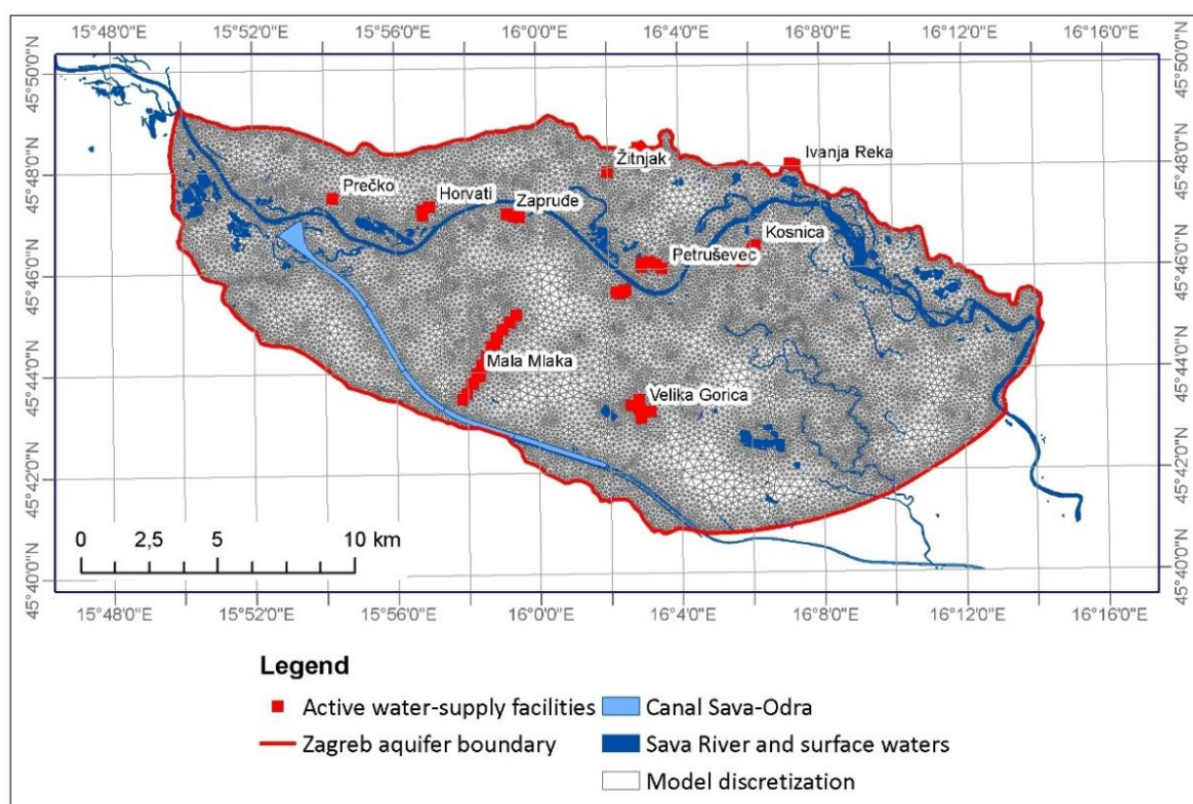 15°48'0"E 15°52'0"E 15°56'0"E 16°0'0"E 16°4'0"E 16°8'0"E 16°12'0"E 16°16'0"E
45°50'0"N 45°50'0"N
45°48'0"N 45°48'0"N
45°46'0"N 45°46'0"N
45°44'0"N 45°44'0"N
45°42'0"N 45°42'0"N
45°40'0"N 45°40'0"N
Žitnjak
Ivanja Reka
Prečko
Horvati
Zaprude
Kosnica
Petruševec
Mala Mlaka
Velika Gorica
0 2,5 5 10 km
15°48'0"E 15°52'0"E 15°56'0"E 16°0'0"E 16°4'0"E 16°8'0"E 16°12'0"E 16°16'0"E
Legend
Active water-supply facilities Canal Sava-Odra
Zagreb aquifer boundary Sava River and surface waters
Model discretization